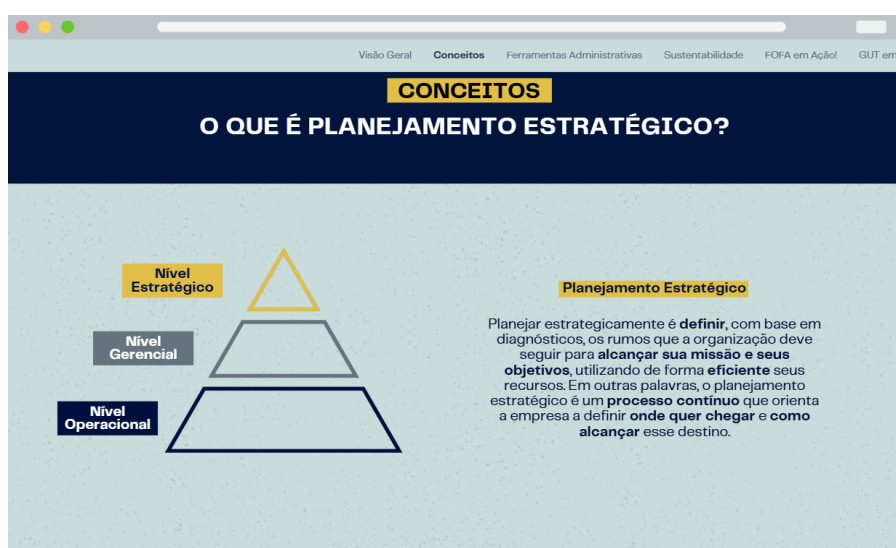 Visão Geral Conceitos Ferramentas Administrativas Sustentabilidade FOFA em Ação! GUT em
CONCEITOS
O QUE É PLANEJAMENTO ESTRATÉGICO?
Nível
Estratégico
Nível
Gerencial
Nível
Operacional
Planejamento Estratégico
Planejar estrategicamente é definir, com base em
diagnósticos, os rumos que a organização deve
seguir para alcançar sua missão e seus
objetivos, utilizando de forma eficiente seus
recursos. Em outras palavras, o planejamento
estratégico é um processo contínuo que orienta
a empresa a definir onde quer chegar e como
alcançar esse destino.